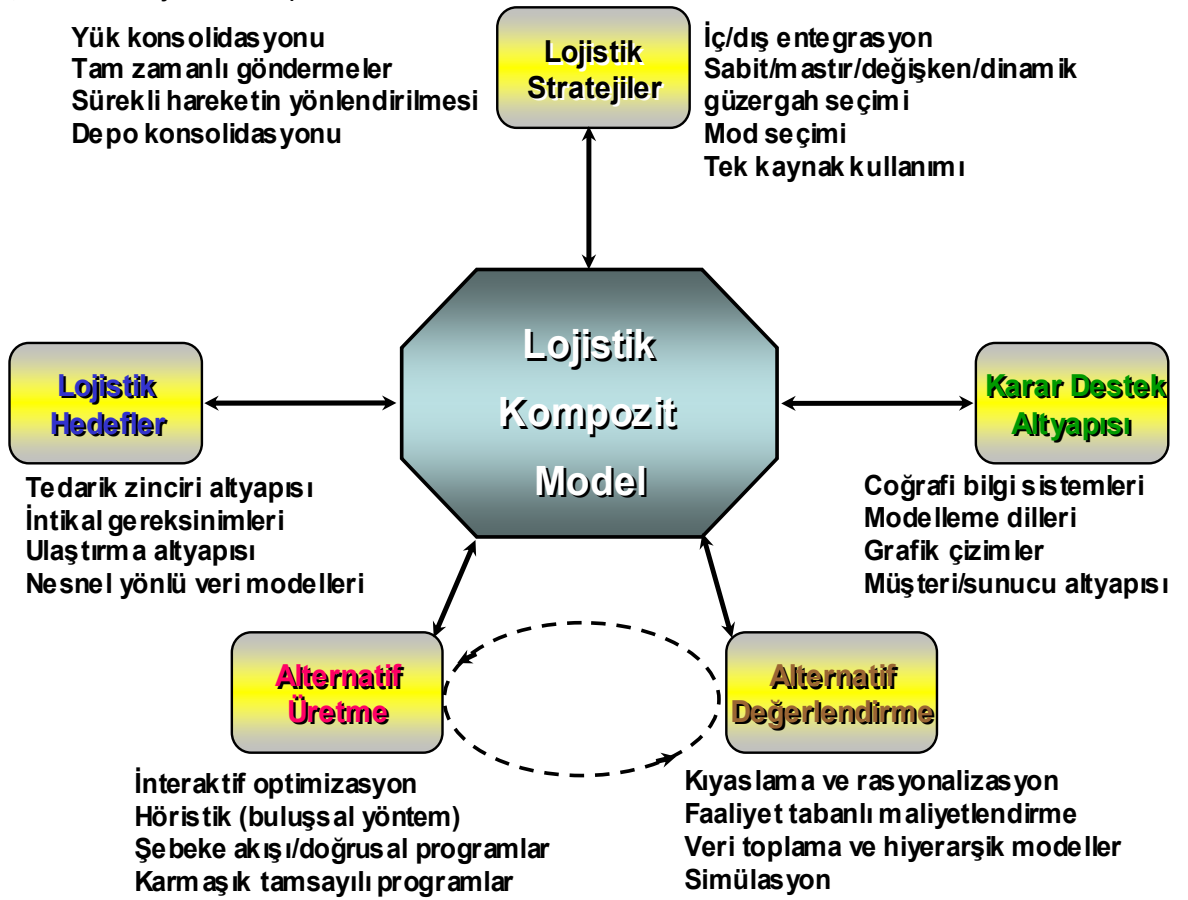 Yük konsolidasyonu
Tam zamanlı göndermeler
Sürekli hareketin yönlendirilmesi
Depo konsolidasyonu
Lojistik
Stratejiler
İç/dış entegrasyon
Sabit/mastır/değişken/dinamik
güzergah seçimi
Mod seçimi
Tek kaynak kullanımı
Lojistik
Kompozit
Model
Lojistik
Hedefler
Tedarik zinciri altyapısı
İntikal gereksinimleri
Ulaştırma altyapısı
Nesnel yönlü veri modelleri
Karar Destek
Altyapısı
Coğrafi bilgi sistemleri
Modelleme dilleri
Grafik çizimler
Müşteri/sunucu altyapısı
Alternatif
Üretme
İnteraktif optimizasyon
Höristik (buluşsal yöntem)
Şebeke akışı/doğrusal programlar
Karmaşık tamsayılı programlar
Alternatif
Değerlendirme
Kıyaslama ve rasyonalizasyon
Faaliyet tabanlı maliyetlendirme
Veri toplama ve hiyerarşik modeller
Simülasyon